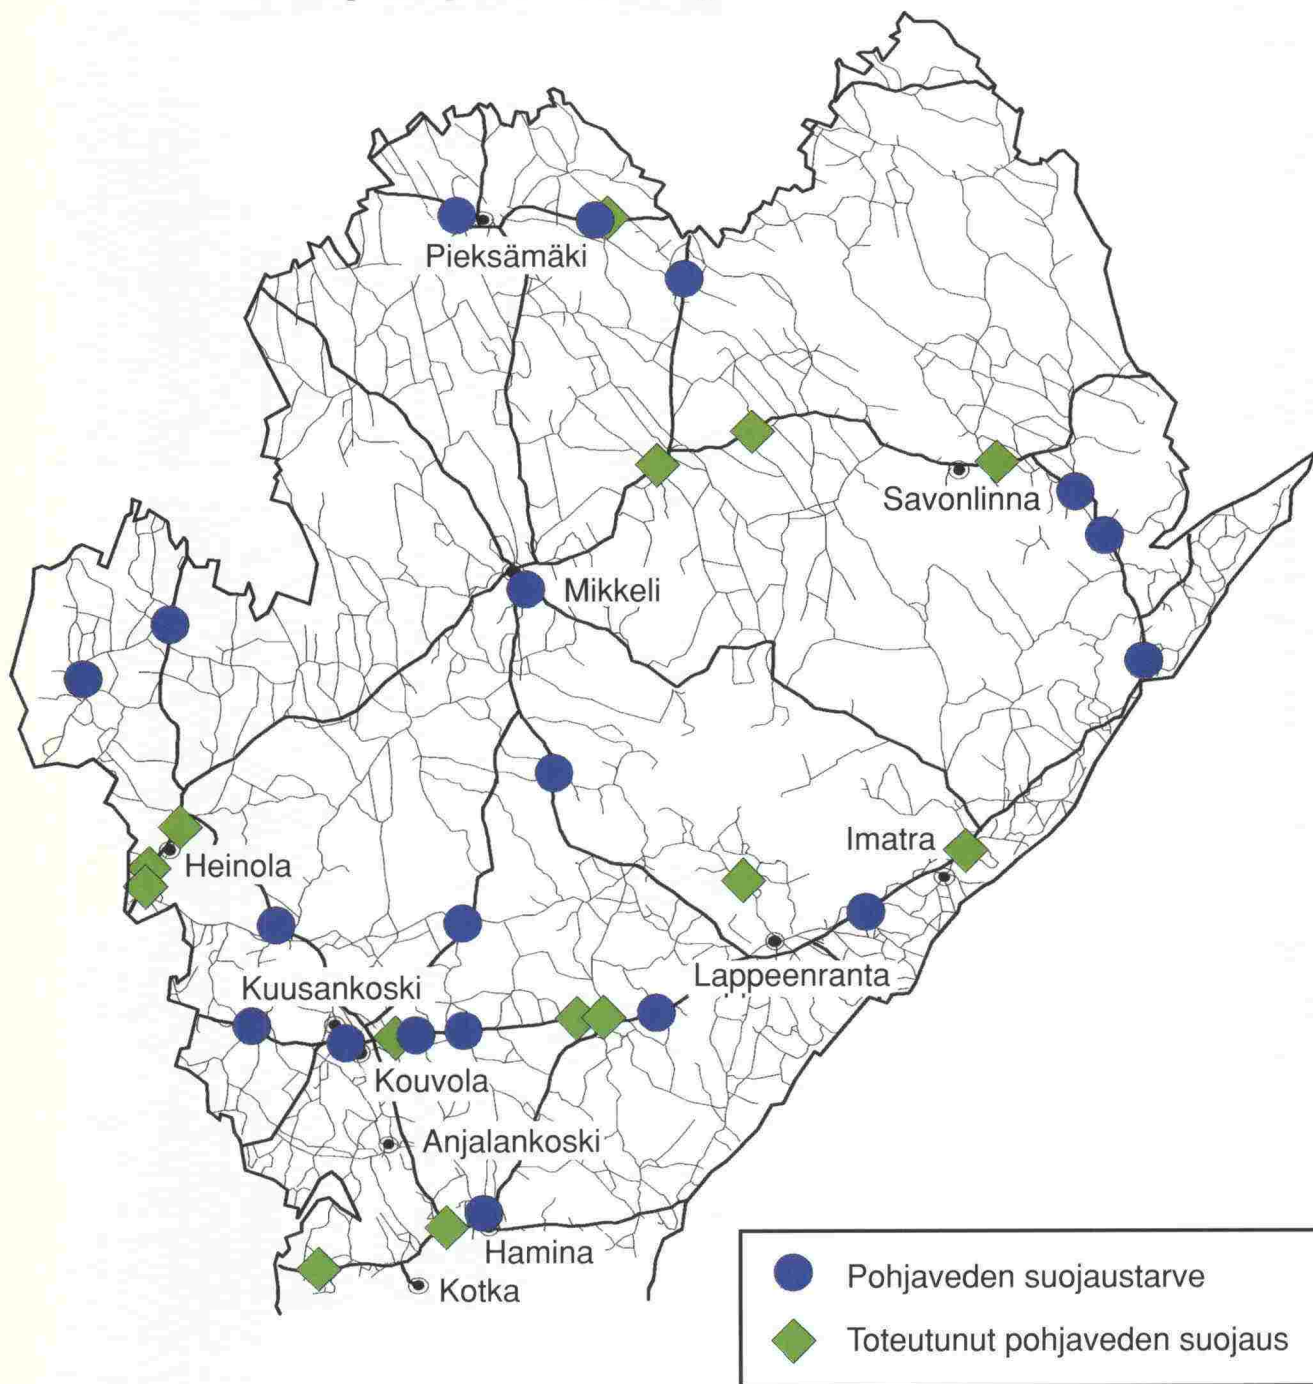 Pieksämäki
Savonlinna
Mikkeli
Imatra
Heinola
Lappeenranta
Kuusankoski
Kouvola
Anjalankoski
Hamina
Kotka
Pohjaveden suojaustarve
Toteutunut pohjaveden suojaus